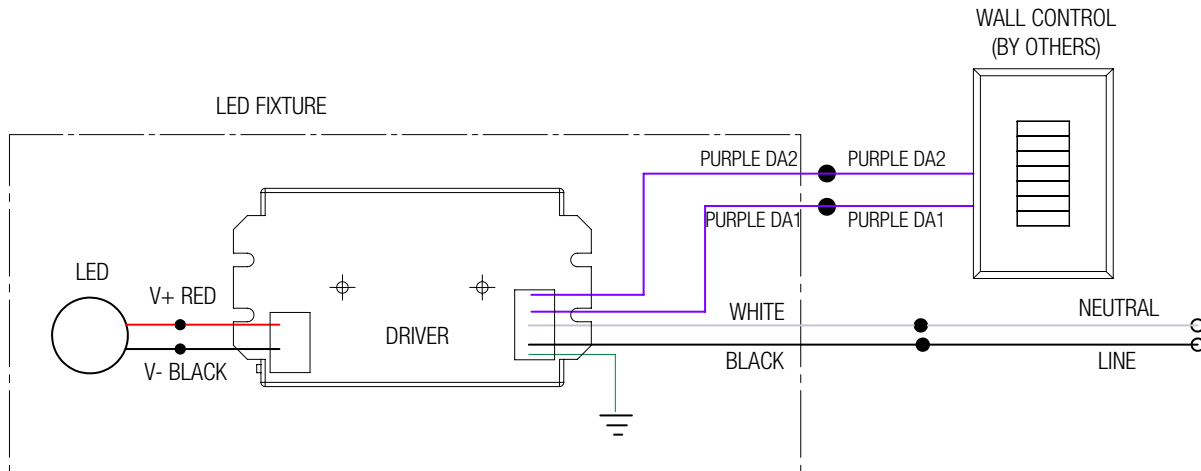 WALL CONTROL
(BY OTHERS)
LED FIXTURE
PURPLE DA2
PURPLE DA2
PURPLE DA1
PURPLE DA1
LED
V+ RED
DRIVER
WHITE
NEUTRAL
V- BLACK
BLACK
LINE